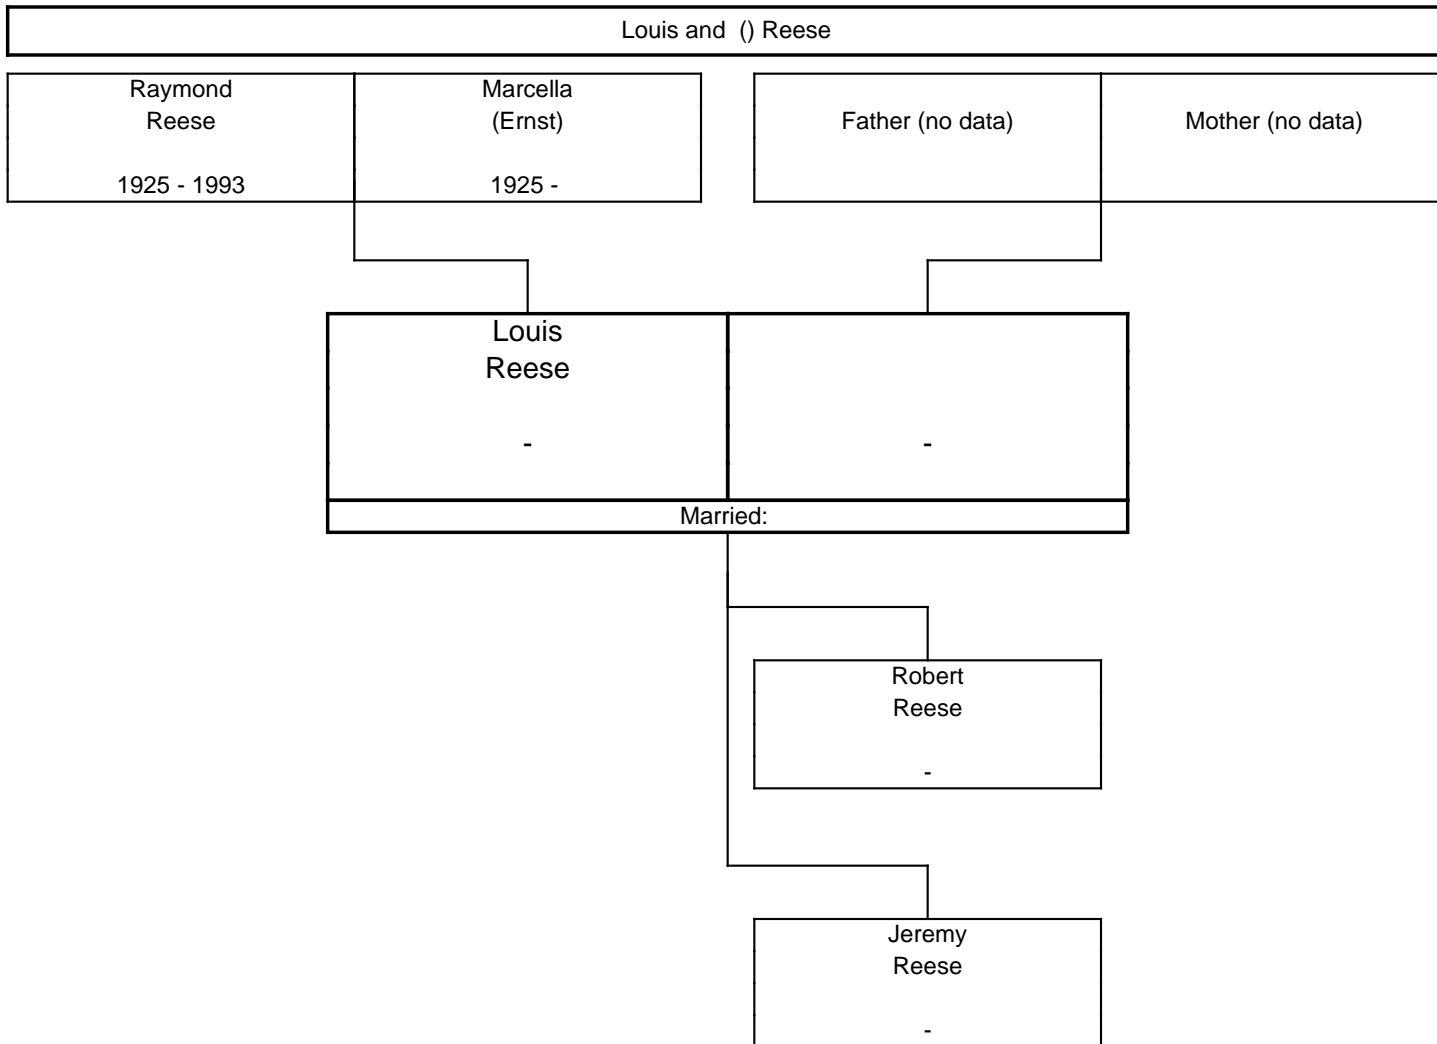 Louis and  () Reese
Raymond
Reese
1925 - 1993
Marcella
(Ernst)
1925 -
Father (no data)
Mother (no data)
Louis
Reese
-
-
Married:
Robert
Reese
-
Jeremy
Reese
-